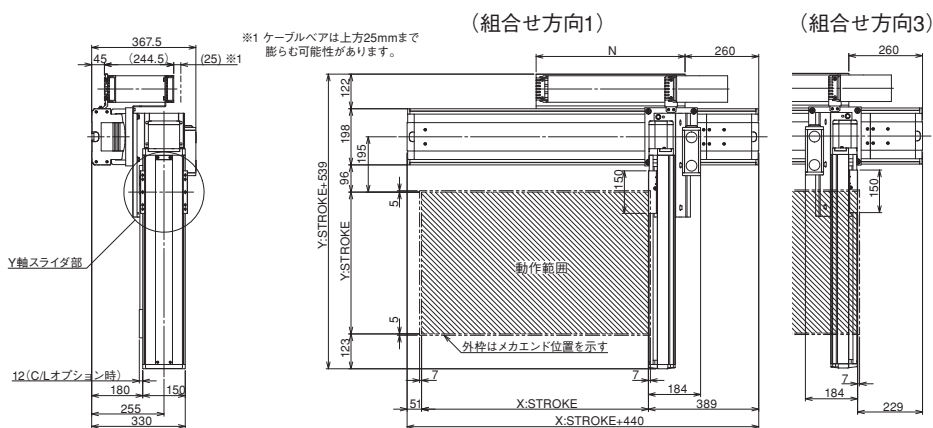 (組合せ方向1)
(組合せ方向3)
※1 ケーブルベアは上方25mmまで
膨らむ可能性があります。
367.5
45
(244.5)
(25) ※1
N
260
260
122
198
195
96
150
150
5
Y:STROKE+539
Y:STROKE
動作範囲
Y軸スライダ部
5
外枠はメカエンド位置を示す
123
12(C/Lオプション時)
7
7
7
180
150
184
184
51
X:STROKE
389
229
255
X:STROKE+440
330